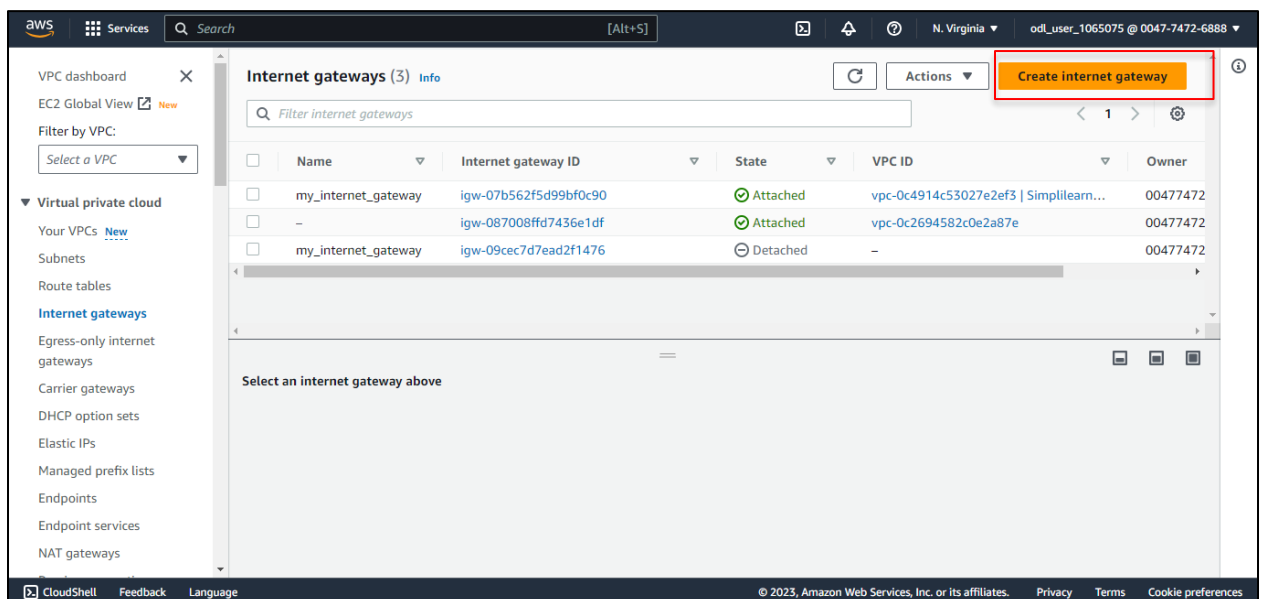 aws Services Search [Alt+S] N. Virginia odl_user_1065075 @ 0047-7472-6888
VPC dashboard
EC2 Global View New
Filter by VPC:
Select a VPC
Virtual private cloud
Your VPCs New
Subnets
Route tables
Internet gateways
Egress-only internet
gateways
Carrier gateways
DHCP option sets
Elastic IPs
Managed prefix lists
Endpoints
Endpoint services
NAT gateways
Internet gateways (3) Info
Actions
Create internet gateway
Filter internet gateways
1
Name Internet gateway ID State VPC ID Owner
my_internet_gateway igw-07b562f5d99bf0c90 Attached vpc-0c4914c53027e2ef3 | Simplilearn... 00477472
– igw-087008ffd7436e1df Attached vpc-0c2694582c0e2a87e 00477472
my_internet_gateway igw-09cec7d7ead2f1476 Detached – 00477472
Select an internet gateway above
CloudShell Feedback Language © 2023, Amazon Web Services, Inc. or its affiliates. Privacy Terms Cookie preferences